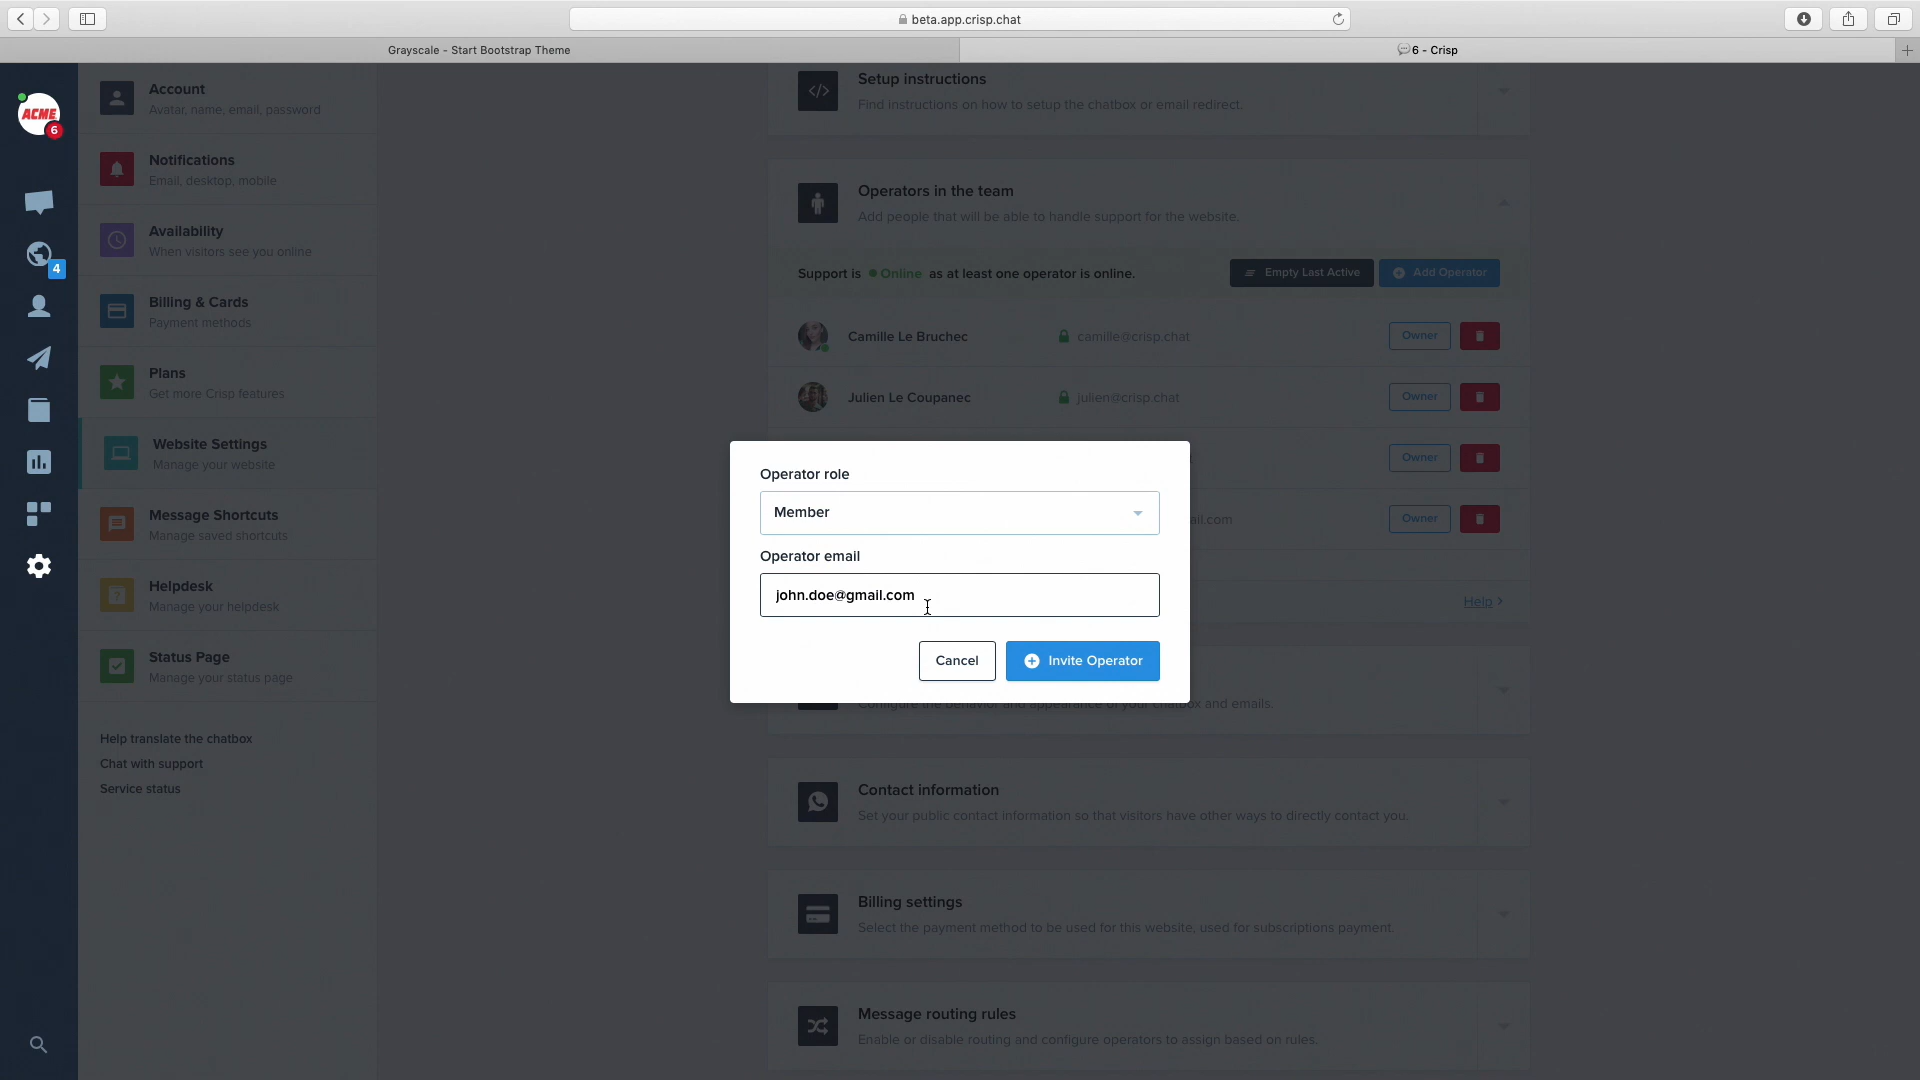 beta.app.crisp.chat
Grayscale - Start Bootstrap Theme
6 - Crisp
ACME
6
4
Account
Avatar, name, email, password
Notifications
Email, desktop, mobile
Availability
When visitors see you online
Billing & Cards
Payment methods
Plans
Get more Crisp features
Website Settings
Manage your website
Message Shortcuts
Manage saved shortcuts
Helpdesk
Manage your helpdesk
Status Page
Manage your status page
Help translate the chatbox
Chat with support
Service status
Setup instructions
Find instructions on how to setup the chatbox or email redirect.
Operators in the team
Add people that will be able to handle support for the website.
Support is Online as at least one operator is online.
Empty Last Active
Add Operator
Camille Le Bruchec camille@crisp.chat Owner
Julien Le Coupanec julien@crisp.chat Owner
Owner
ail.com Owner
Help
Operator role
Member
Operator email
john.doe@gmail.com
Cancel
Invite Operator
Configure the behavior and appearance of your chatbox and emails.
Contact information
Set your public contact information so that visitors have other ways to directly contact you.
Billing settings
Select the payment method to be used for this website, used for subscriptions payment.
Message routing rules
Enable or disable routing and configure operators to assign based on rules.